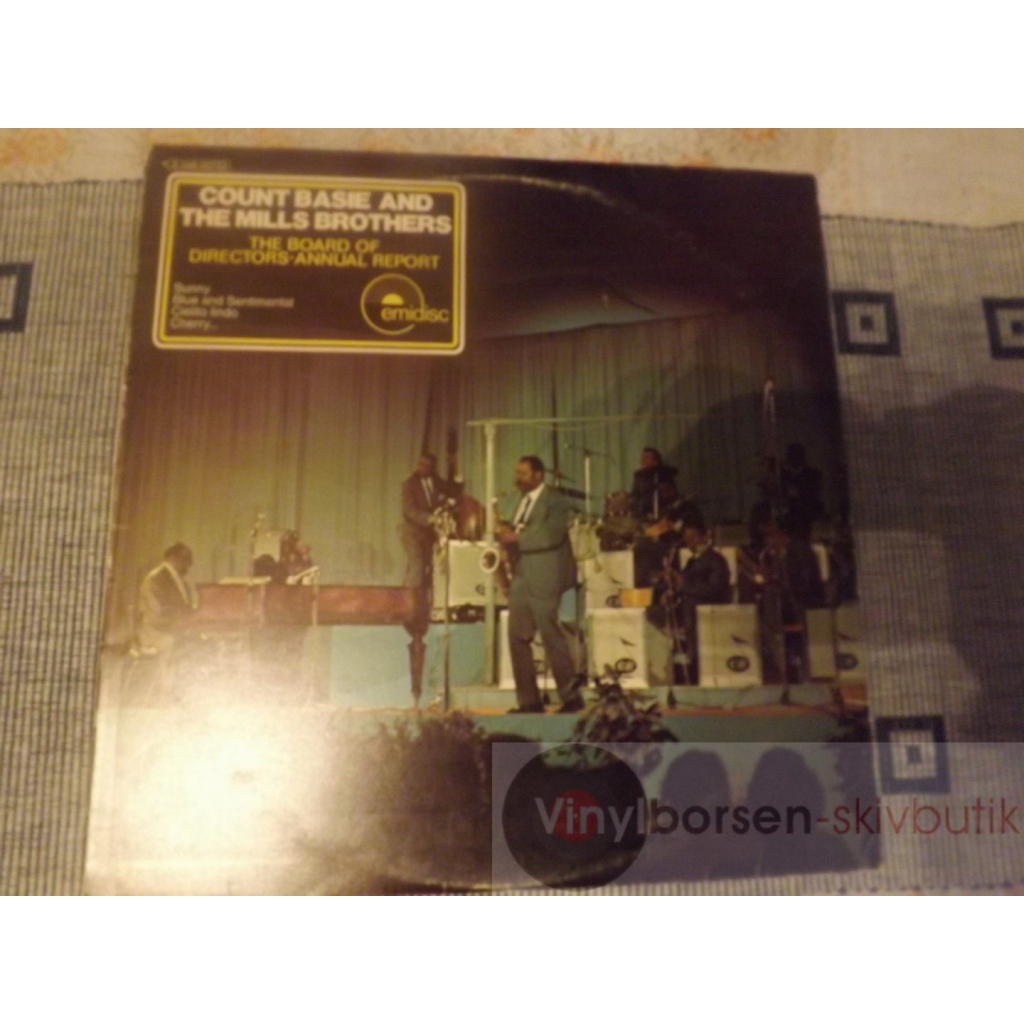 COUNT BASIE AND
THE MILLS BROTHERS
THE BOARD OF
DIRECTORS-ANNUAL REPORT
Sunny
Blue and Sentimental
Cielito lindo
Cherry...
emidisc
Vinylborsen-skivbutik